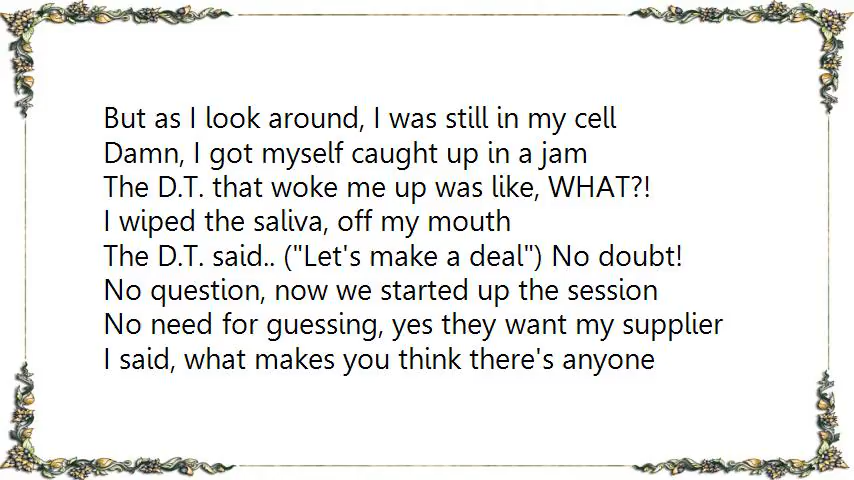 But as I look around, I was still in my cell
Damn, I got myself caught up in a jam
The D.T. that woke me up was like, WHAT?!
I wiped the saliva, off my mouth
The D.T. said.. ("Let's make a deal") No doubt!
No question, now we started up the session
No need for guessing, yes they want my supplier
I said, what makes you think there's anyone